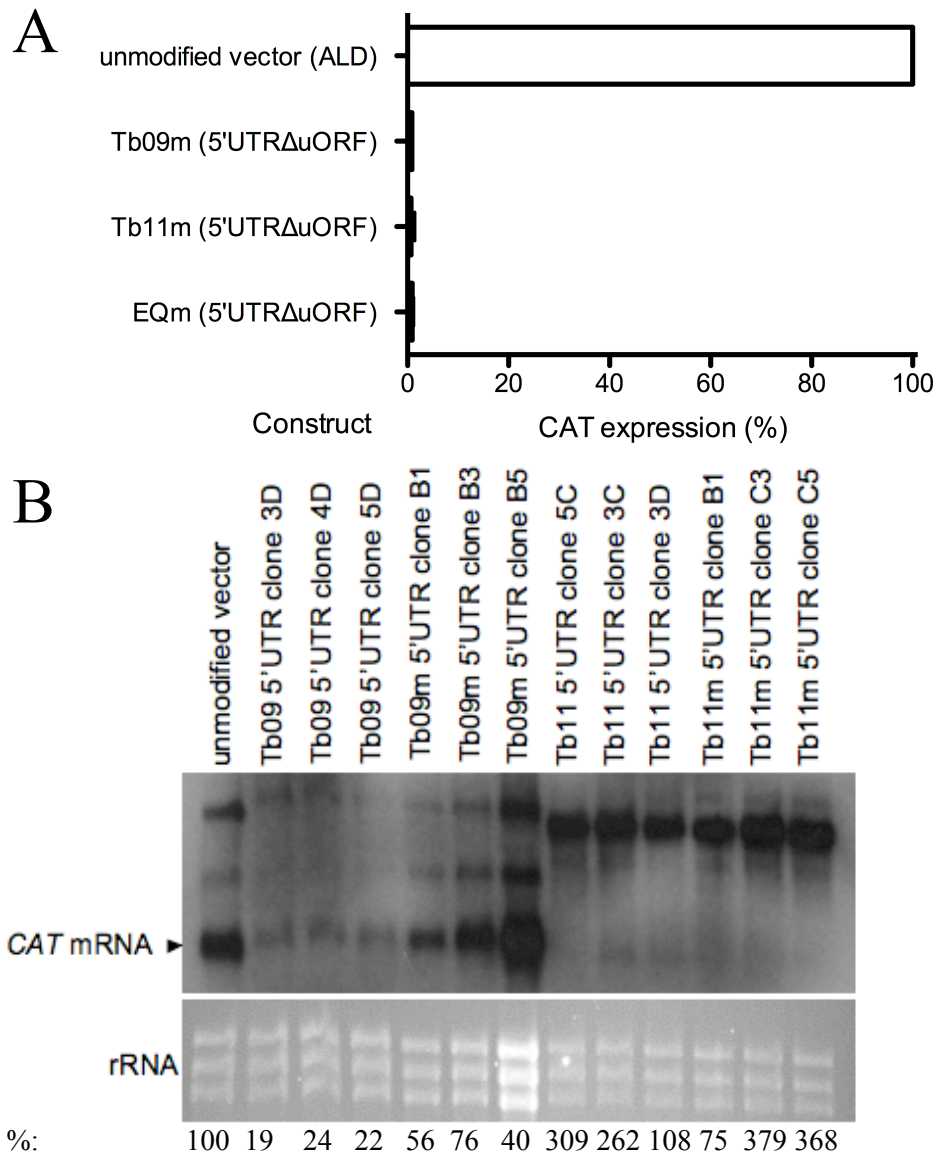 A
unmodified vector (ALD)
Tb09m (5'UTRΔuORF)
Tb11m (5'UTRΔuORF)
EQm (5'UTRΔuORF)
0 20 40 60 80 100
Construct
CAT expression (%)
B
unmodified vector
Tb09 5'UTR clone 3D
Tb09 5'UTR clone 4D
Tb09 5'UTR clone 5D
Tb09m 5'UTR clone B1
Tb09m 5'UTR clone B3
Tb09m 5'UTR clone B5
Tb11 5'UTR clone 5C
Tb11 5'UTR clone 3C
Tb11 5'UTR clone 3D
Tb11m 5'UTR clone B1
Tb11m 5'UTR clone C3
Tb11m 5'UTR clone C5
CAT mRNA
rRNA
%: 100 19 24 22 56 76 40 309 262 108 75 379 368